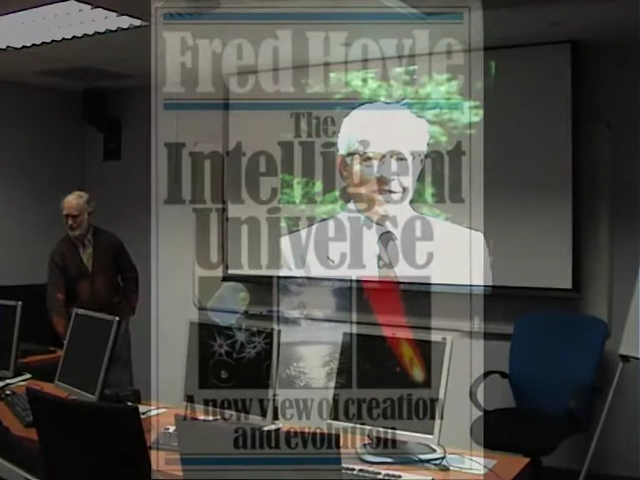 Fred Hoyle
The
Intelligent
Universe
A new view of creation
and evolution